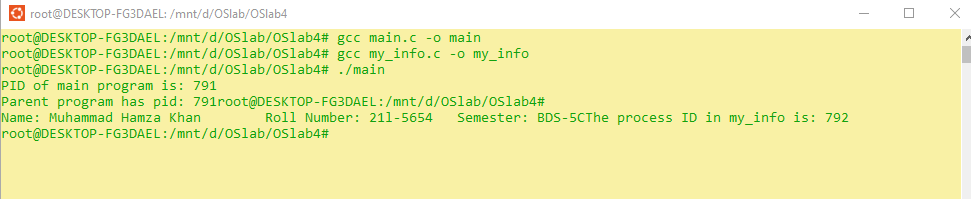 root@DESKTOP-FG3DAEL: /mnt/d/OSlab/OSlab4
root@DESKTOP-FG3DAEL:/mnt/d/OSlab/OSlab4# gcc main.c -o main
root@DESKTOP-FG3DAEL:/mnt/d/OSlab/OSlab4# gcc my_info.c -o my_info
root@DESKTOP-FG3DAEL:/mnt/d/OSlab/OSlab4# ./main
PID of main program is: 791
Parent program has pid: 791root@DESKTOP-FG3DAEL:/mnt/d/OSlab/OSlab4#
Name: Muhammad Hamza Khan        Roll Number: 21l-5654   Semester: BDS-5CThe process ID in my_info is: 792
root@DESKTOP-FG3DAEL:/mnt/d/OSlab/OSlab4#